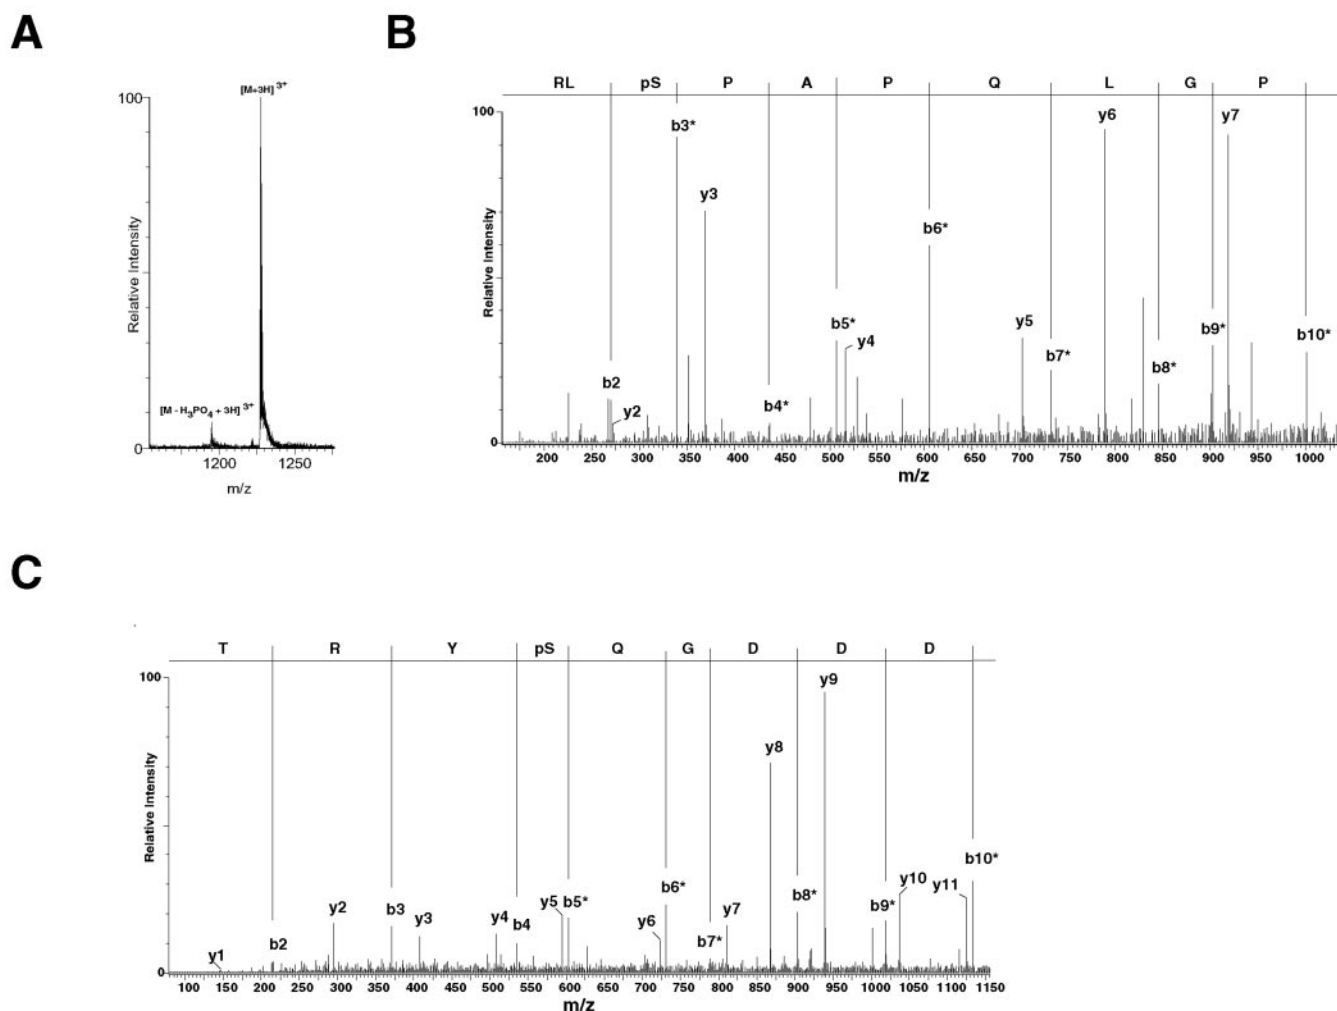 A
B
[M+3H] 3+
100
Relative Intensity
[M - H3PO4 + 3H] 3+
0
1200 1250
m/z
RL pS P A P Q L G P
100
b3*
y6 y7
y3
b6*
Relative Intensity
b5* y4
y5
b7*
b9*
b10*
b2
y2
b4*
b8*
0
200 250 300 350 400 450 500 550 600 650 700 750 800 850 900 950 1000
m/z
C
T R Y pS Q G D D D
100
y9
y8
Relative Intensity
b10*
y2 b3 y3
y4 b4
y5 b5*
b6*
y6
b7* y7
b8*
b9*
y10 y11
y1
b2
0
100 150 200 250 300 350 400 450 500 550 600 650 700 750 800 850 900 950 1000 1050 1100 1150
m/z